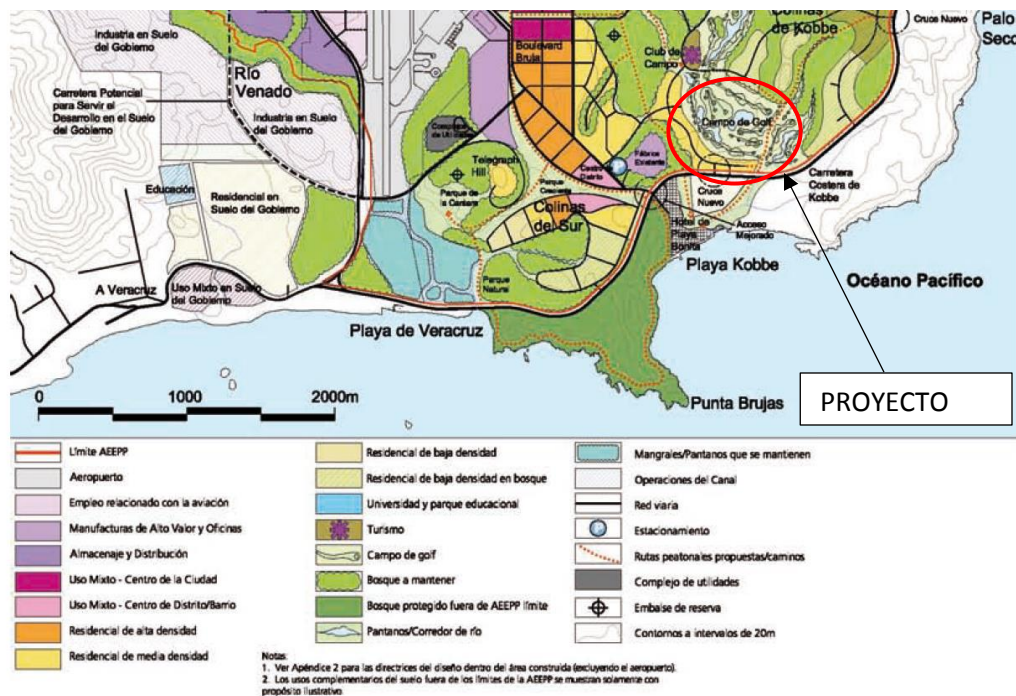 Industria en Suelo
del Gobierno
Boulevard
Bruja
Colinas
de Kobbe
Cruce Nuevo
Palo
Seco
Club de
Campo
Río
Venado
Carretera Potencial
para Servir el
Desarrollo en el Suelo
del Gobierno
Industria en Suelo
del Gobierno
Campo de Golf
Telegraph
Hill
Fábrica
Existente
Centro de
Distrito
Educación
Residencial en
Suelo del Gobierno
Parque de
la Cantera
Parque
Colinas
del Sur
Cruce
Nuevo
Carretera
Costera de
Kobbe
Hotel de
Playa
Bonita
Acceso
Mejorado
Playa Kobbe
A Veracruz
Uso Mixto en Suelo
del Gobierno
Parque
Natural
Océano Pacífico
Playa de Veracruz
Punta Brujas
PROYECTO
0 1000 2000m
Límite AEEPP
Aeropuerto
Empleo relacionado con la aviación
Manufacturas de Alto Valor y Oficinas
Almacenaje y Distribución
Uso Mixto - Centro de la Ciudad
Uso Mixto - Centro de Distrito/Barrio
Residencial de alta densidad
Residencial de media densidad
Residencial de baja densidad
Residencial de baja densidad en bosque
Universidad y parque educacional
Turismo
Campo de golf
Bosque a mantener
Bosque protegido fuera de AEEPP límite
Pantanos/Corredor de río
Mangrales/Pantanos que se mantienen
Operaciones del Canal
Red viaria
Estacionamiento
Rutas peatonales propuestas/caminos
Complejo de utilidades
Embalse de reserva
Contornos a intervalos de 20m
Notas:
1. Ver Apéndice 2 para las directrices del diseño dentro del área construida (excluyendo el aeropuerto).
2. Los usos complementarios del suelo fuera de los límites de la AEEPP se muestran solamente con
propósito ilustrativo